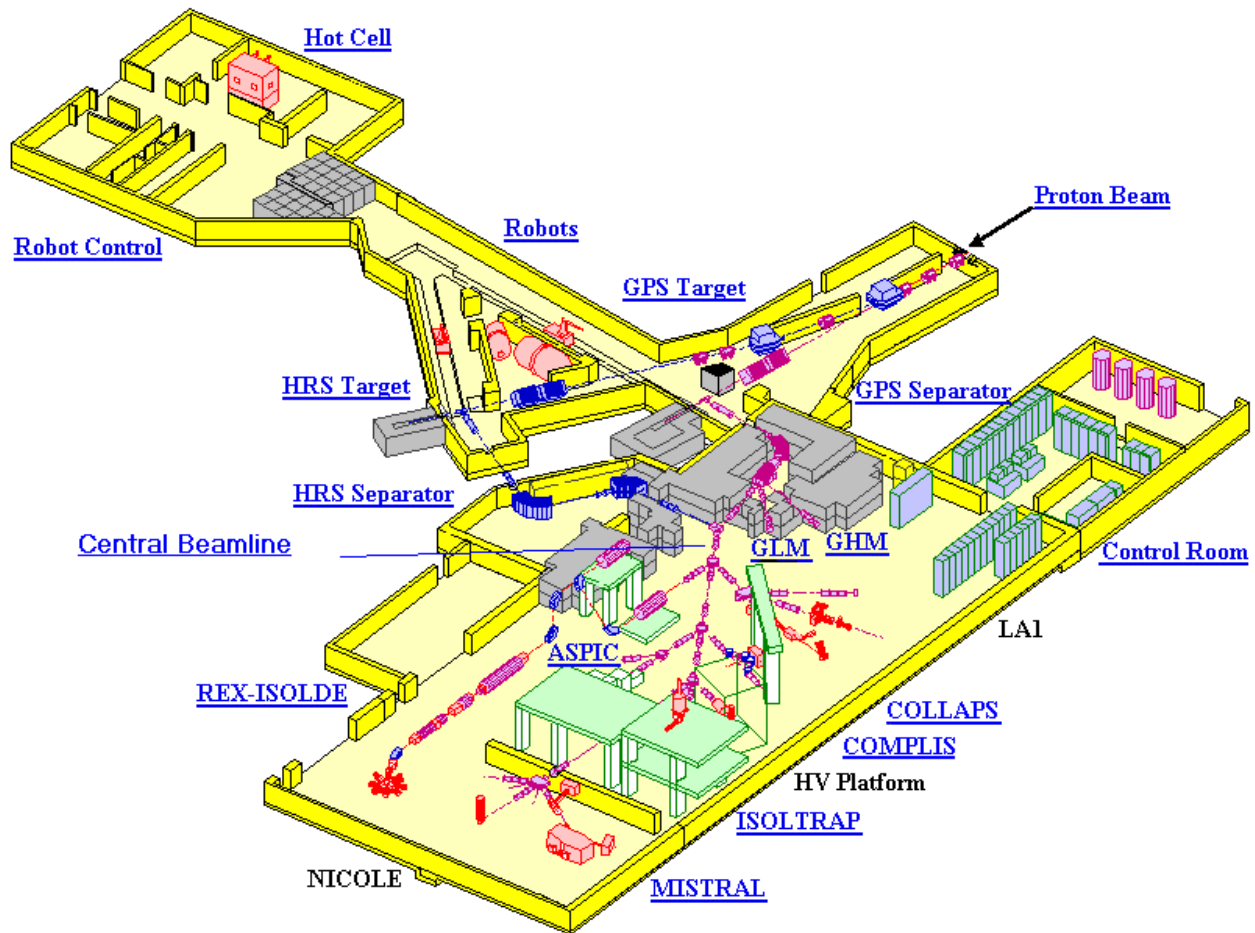 Hot Cell
Proton Beam
Robot Control
Robots
GPS Target
HRS Target
GPS Separator
HRS Separator
Central Beamline
GLM
GHM
Control Room
LA1
ASPIC
REX-ISOLDE
COLLAPS
COMPLIS
HV Platform
ISOLTRAP
NICOLE
MISTRAL